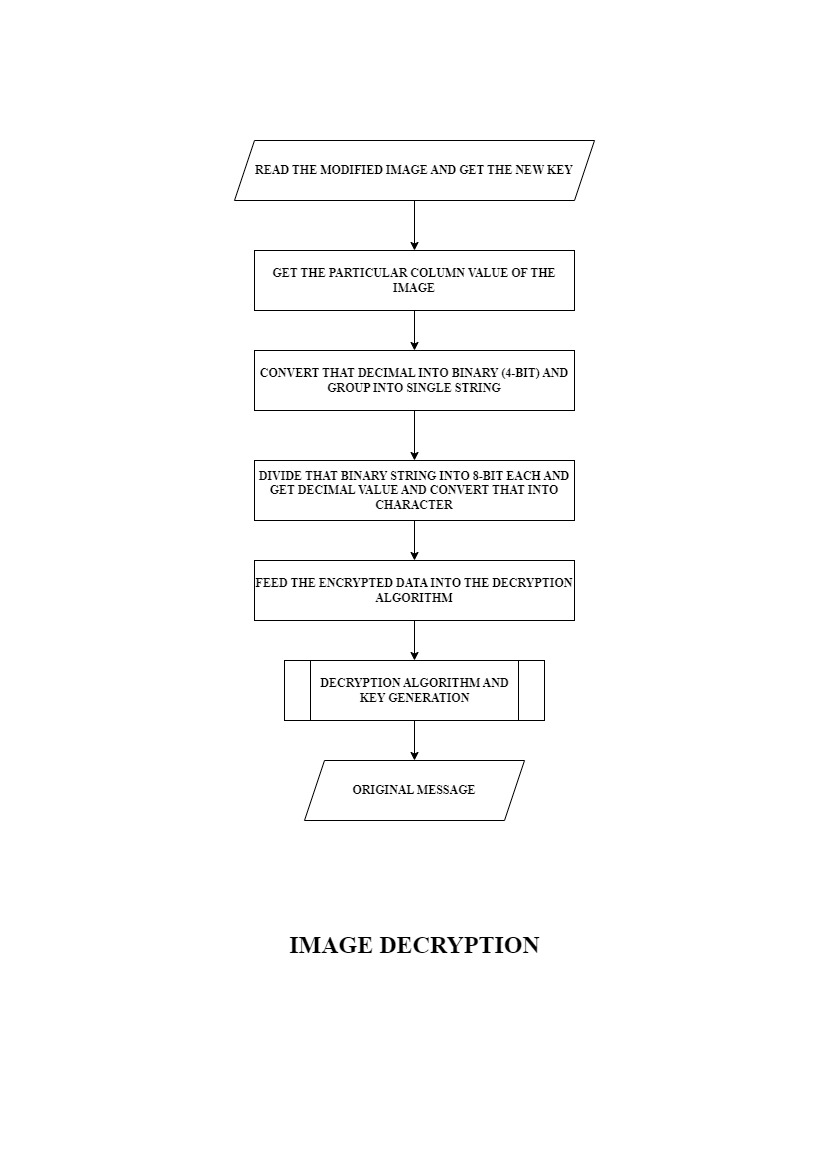 READ THE MODIFIED IMAGE AND GET THE NEW KEY
GET THE PARTICULAR COLUMN VALUE OF THE
IMAGE
CONVERT THAT DECIMAL INTO BINARY (4-BIT) AND
GROUP INTO SINGLE STRING
DIVIDE THAT BINARY STRING INTO 8-BIT EACH AND
GET DECIMAL VALUE AND CONVERT THAT INTO
CHARACTER
FEED THE ENCRYPTED DATA INTO THE DECRYPTION
ALGORITHM
DECRYPTION ALGORITHM AND
KEY GENERATION
ORIGINAL MESSAGE
IMAGE DECRYPTION